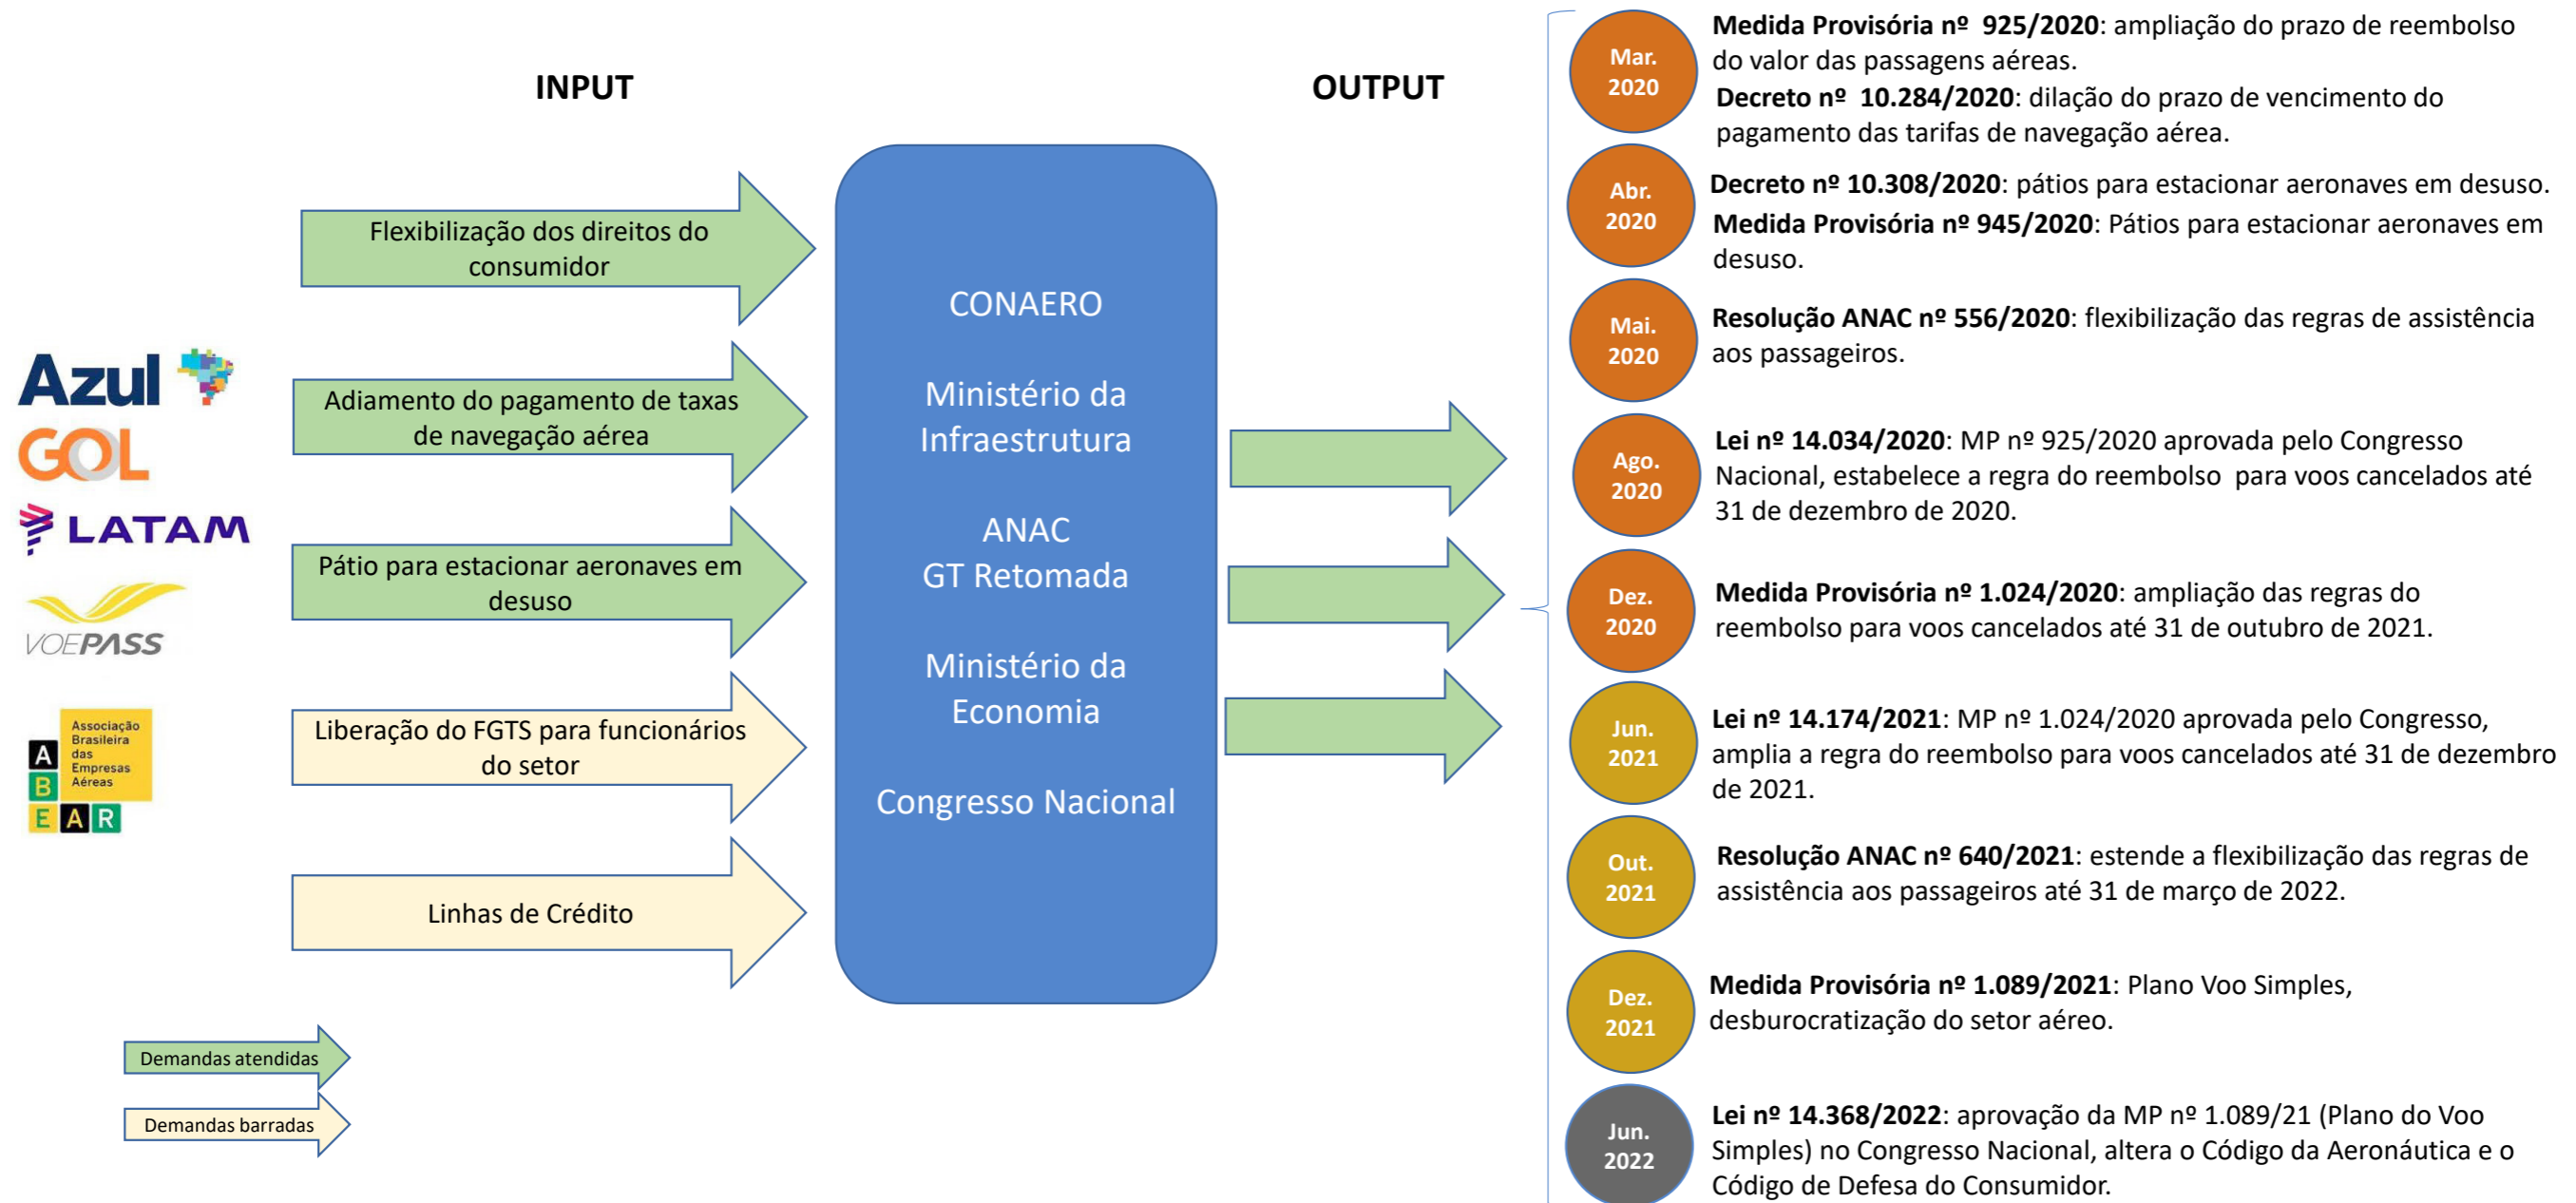 INPUT
OUTPUT
Azul
GOL
LATAM
VOEPASS
Associação
Brasileira
das
Empresas
Aéreas
A
B
E A R
Flexibilização dos direitos do
consumidor
Adiamento do pagamento de taxas
de navegação aérea
Pátio para estacionar aeronaves em
desuso
Liberação do FGTS para funcionários
do setor
Linhas de Crédito
Demandas atendidas
Demandas barradas
CONAERO
Ministério da
Infraestrutura
ANAC
GT Retomada
Ministério da
Economia
Congresso Nacional
Mar.
2020
Medida Provisória nº 925/2020: ampliação do prazo de reembolso
do valor das passagens aéreas.
Decreto nº 10.284/2020: dilação do prazo de vencimento do
pagamento das tarifas de navegação aérea.
Abr.
2020
Decreto nº 10.308/2020: pátios para estacionar aeronaves em desuso.
Medida Provisória nº 945/2020: Pátios para estacionar aeronaves em
desuso.
Mai.
2020
Resolução ANAC nº 556/2020: flexibilização das regras de assistência
aos passageiros.
Ago.
2020
Lei nº 14.034/2020: MP nº 925/2020 aprovada pelo Congresso
Nacional, estabelece a regra do reembolso para voos cancelados até
31 de dezembro de 2020.
Dez.
2020
Medida Provisória nº 1.024/2020: ampliação das regras do
reembolso para voos cancelados até 31 de outubro de 2021.
Jun.
2021
Lei nº 14.174/2021: MP nº 1.024/2020 aprovada pelo Congresso,
amplia a regra do reembolso para voos cancelados até 31 de dezembro
de 2021.
Out.
2021
Resolução ANAC nº 640/2021: estende a flexibilização das regras de
assistência aos passageiros até 31 de março de 2022.
Dez.
2021
Medida Provisória nº 1.089/2021: Plano Voo Simples,
desburocratização do setor aéreo.
Jun.
2022
Lei nº 14.368/2022: aprovação da MP nº 1.089/21 (Plano do Voo
Simples) no Congresso Nacional, altera o Código da Aeronáutica e o
Código de Defesa do Consumidor.